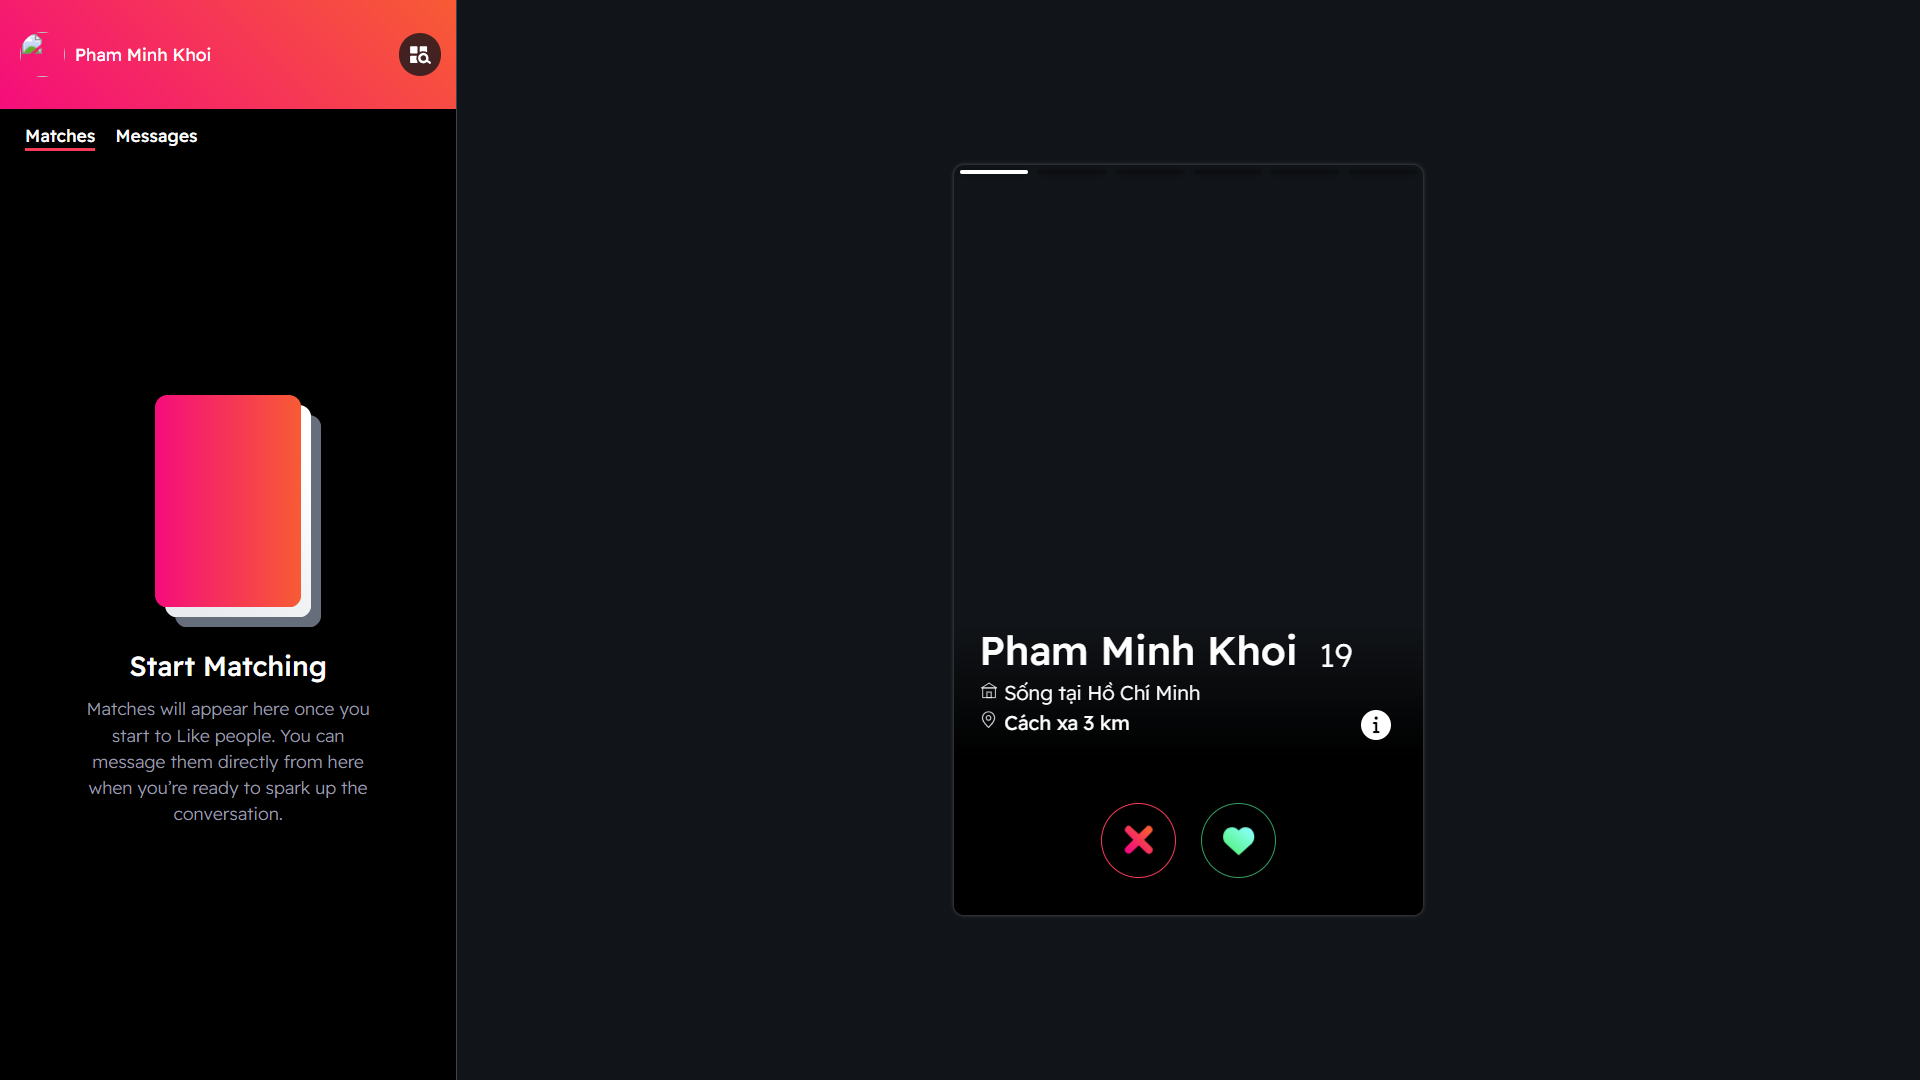 Pham Minh Khoi
Matches Messages
Start Matching
Matches will appear here once you
start to Like people. You can
message them directly from here
when you’re ready to spark up the
conversation.
Pham Minh Khoi 19
Sống tại Hồ Chí Minh
Cách xa 3 km